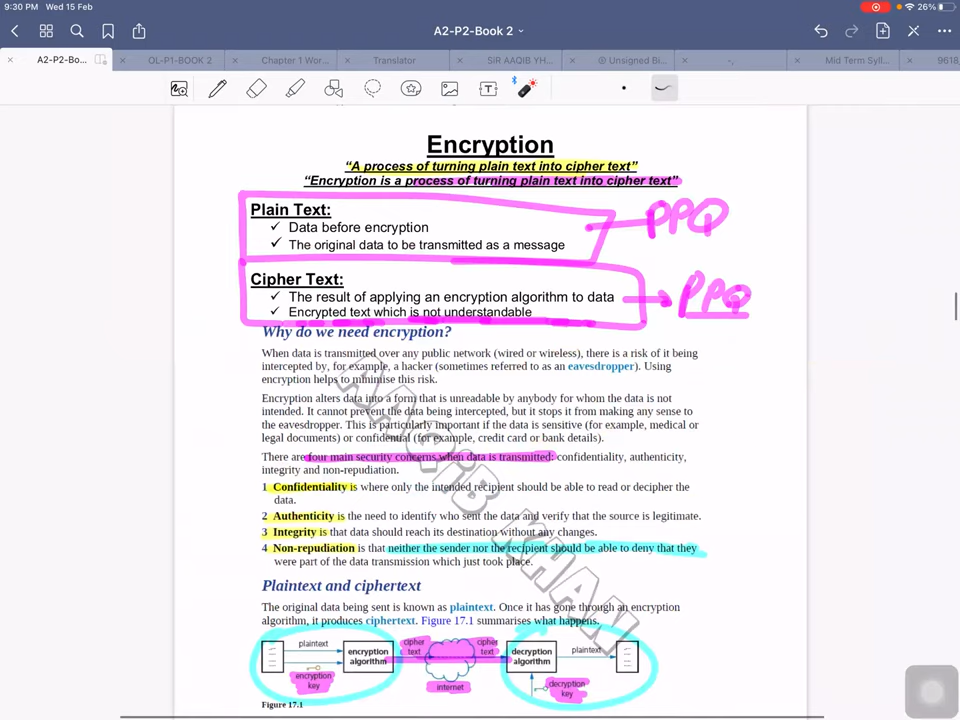 9:30 PM Wed 15 Feb
26%
A2-P2-Book 2
A2-P2-Bo...
OL-P1-BOOK 2
Chapter 1 Wor...
Translator
SIR AAQIB YH...
Unsigned Bi...
Mid Term Syll...
9618
Encryption
“A process of turning plain text into cipher text”
“Encryption is a process of turning plain text into cipher text”
Plain Text:
✓ Data before encryption
✓ The original data to be transmitted as a message
PPQ
Cipher Text:
✓ The result of applying an encryption algorithm to data
✓ Encrypted text which is not understandable
PPQ
Why do we need encryption?
When data is transmitted over any public network (wired or wireless), there is a risk of it being
intercepted by, for example, a hacker (sometimes referred to as an eavesdropper). Using
encryption helps to minimise this risk.
Encryption alters data into a form that is unreadable by anybody for whom the data is not
intended. It cannot prevent the data being intercepted, but it stops it from making any sense to
the eavesdropper. This is particularly important if the data is sensitive (for example, medical or
legal documents) or confidential (for example, credit card or bank details).
There are four main security concerns when data is transmitted: confidentiality, authenticity,
integrity and non-repudiation.
1 Confidentiality is where only the intended recipient should be able to read or decipher the
data.
2 Authenticity is the need to identify who sent the data and verify that the source is legitimate.
3 Integrity is that data should reach its destination without any changes.
4 Non-repudiation is that neither the sender nor the recipient should be able to deny that they
were part of the data transmission which just took place.
AAQIB KHAN
Plaintext and ciphertext
The original data being sent is known as plaintext. Once it has gone through an encryption
algorithm, it produces ciphertext. Figure 17.1 summarises what happens.
plaintext
encryption
algorithm
encryption
key
cipher
text
internet
cipher
text
decryption
algorithm
plaintext
decryption
key
Figure 17.1